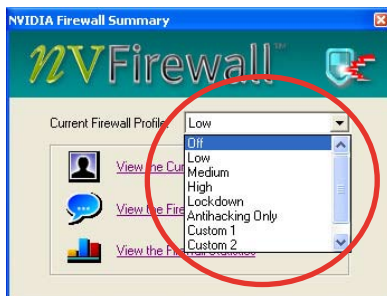 NVIDIA Firewall Summary
nVFirewall™
Current Firewall Profile: Low
Off
Low
Medium
High
Lockdown
Antihacking Only
Custom 1
Custom 2
View the Cur
View the Fire
View the Firewall Statistics